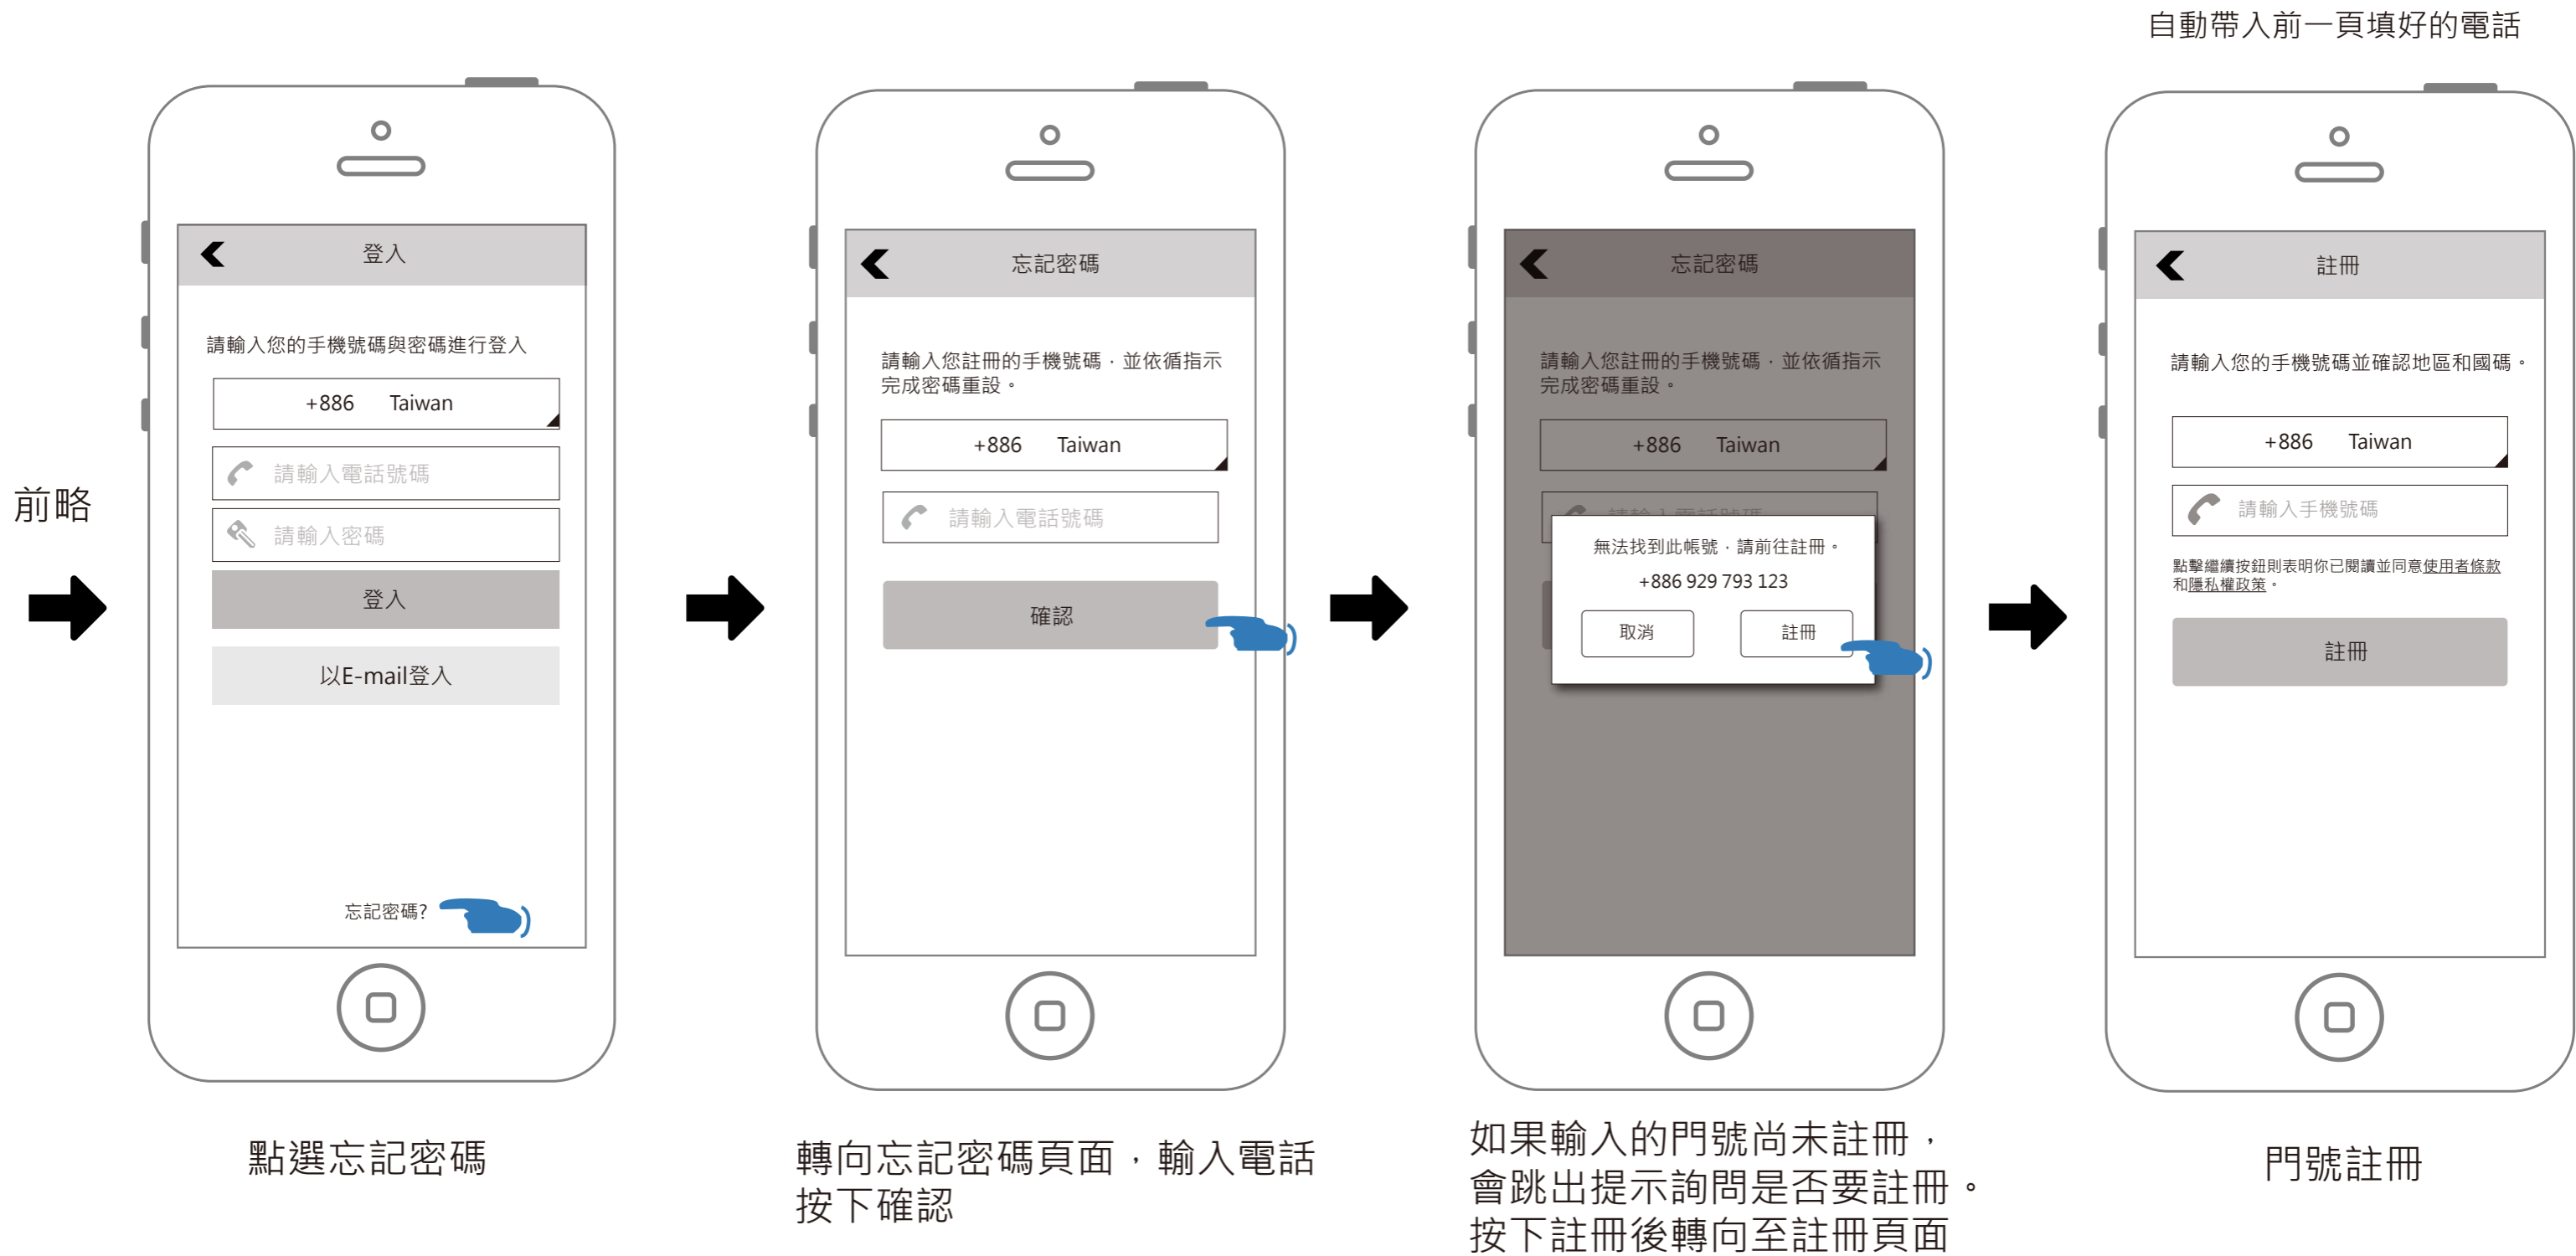 自動帶入前一頁填好的電話
前略
登入
請輸入您的手機號碼與密碼進行登入
+886 Taiwan
請輸入電話號碼
請輸入密碼
登入
以E-mail登入
忘記密碼?
點選忘記密碼
忘記密碼
請輸入您註冊的手機號碼，並依循指示
完成密碼重設。
+886 Taiwan
請輸入電話號碼
確認
轉向忘記密碼頁面，輸入電話
按下確認
忘記密碼
請輸入您註冊的手機號碼，並依循指示
完成密碼重設。
+886 Taiwan
請輸入電話號碼
無法找到此帳號，請前往註冊。
+886 929 793 123
取消
註冊
如果輸入的門號尚未註冊，
會跳出提示詢問是否要註冊。
按下註冊後轉向至註冊頁面
註冊
請輸入您的手機號碼並確認地區和國碼。
+886 Taiwan
請輸入手機號碼
點擊繼續按鈕則表明你已閱讀並同意使用者條款
和隱私權政策。
註冊
門號註冊